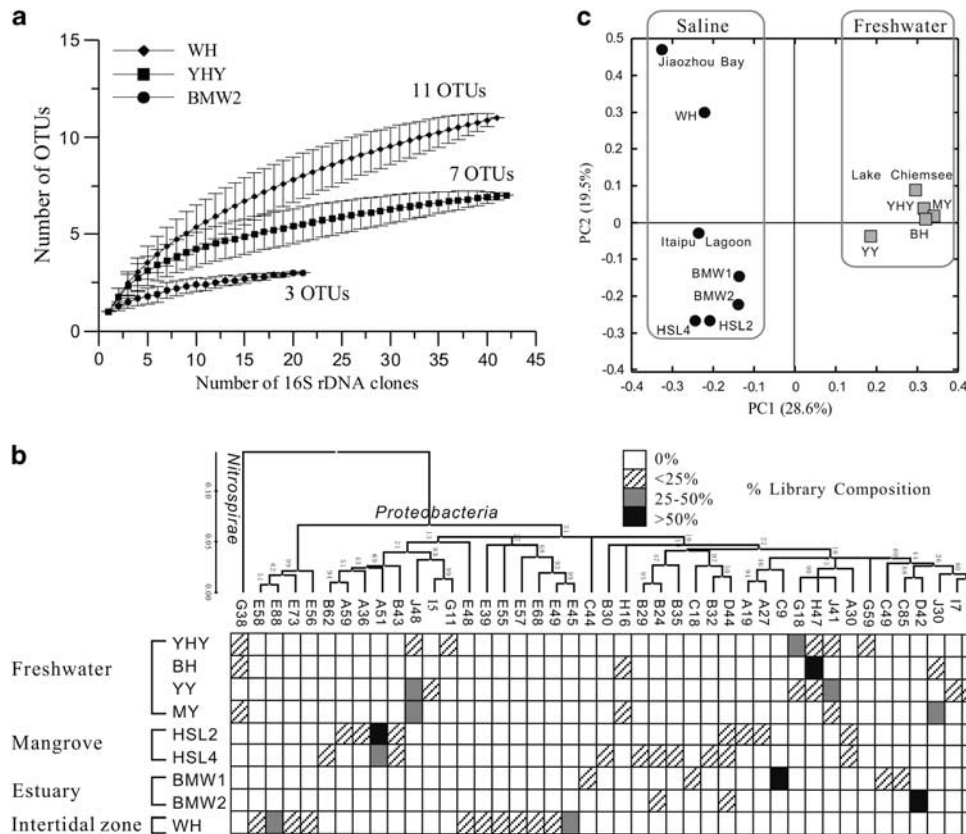 a
15
10
5
0
Number of OTUs
WH
YHY
BMW2
11 OTUs
7 OTUs
3 OTUs
0 5 10 15 20 25 30 35 40 45
Number of 16S rDNA clones
c
Saline
Freshwater
0.5
0.4
0.3
0.2
0.1
0
-0.1
-0.2
-0.3
-0.4
PC2 (19.5%)
Jiaozhou Bay
WH
Itaipu Lagoon
BMW1
BMW2
HSL4
HSL2
Lake Chiemsee
YHY
MY
BH
YY
-0.4 -0.3 -0.2 -0.1 0 0.1 0.2 0.3 0.4
PC1 (28.6%)
b
0.10
0.05
0.00
Nitrospirae
Proteobacteria
0%
<25%
25-50%
>50%
% Library Composition
G38 E58 E88 E73 E56 B62 A59 A36 A51 B43 J48 I5 G11 E48 E39 E55 E57 E68 E49 E45 C44 B30 H16 B29 B24 B35 B32 D44 A19 A27 C9 G18 H47 J41 A30 G59 C49 C85 D42 J30 I7
Freshwater
YHY
BH
YY
MY
Mangrove
HSL2
HSL4
Estuary
BMW1
BMW2
Intertidal zone
WH